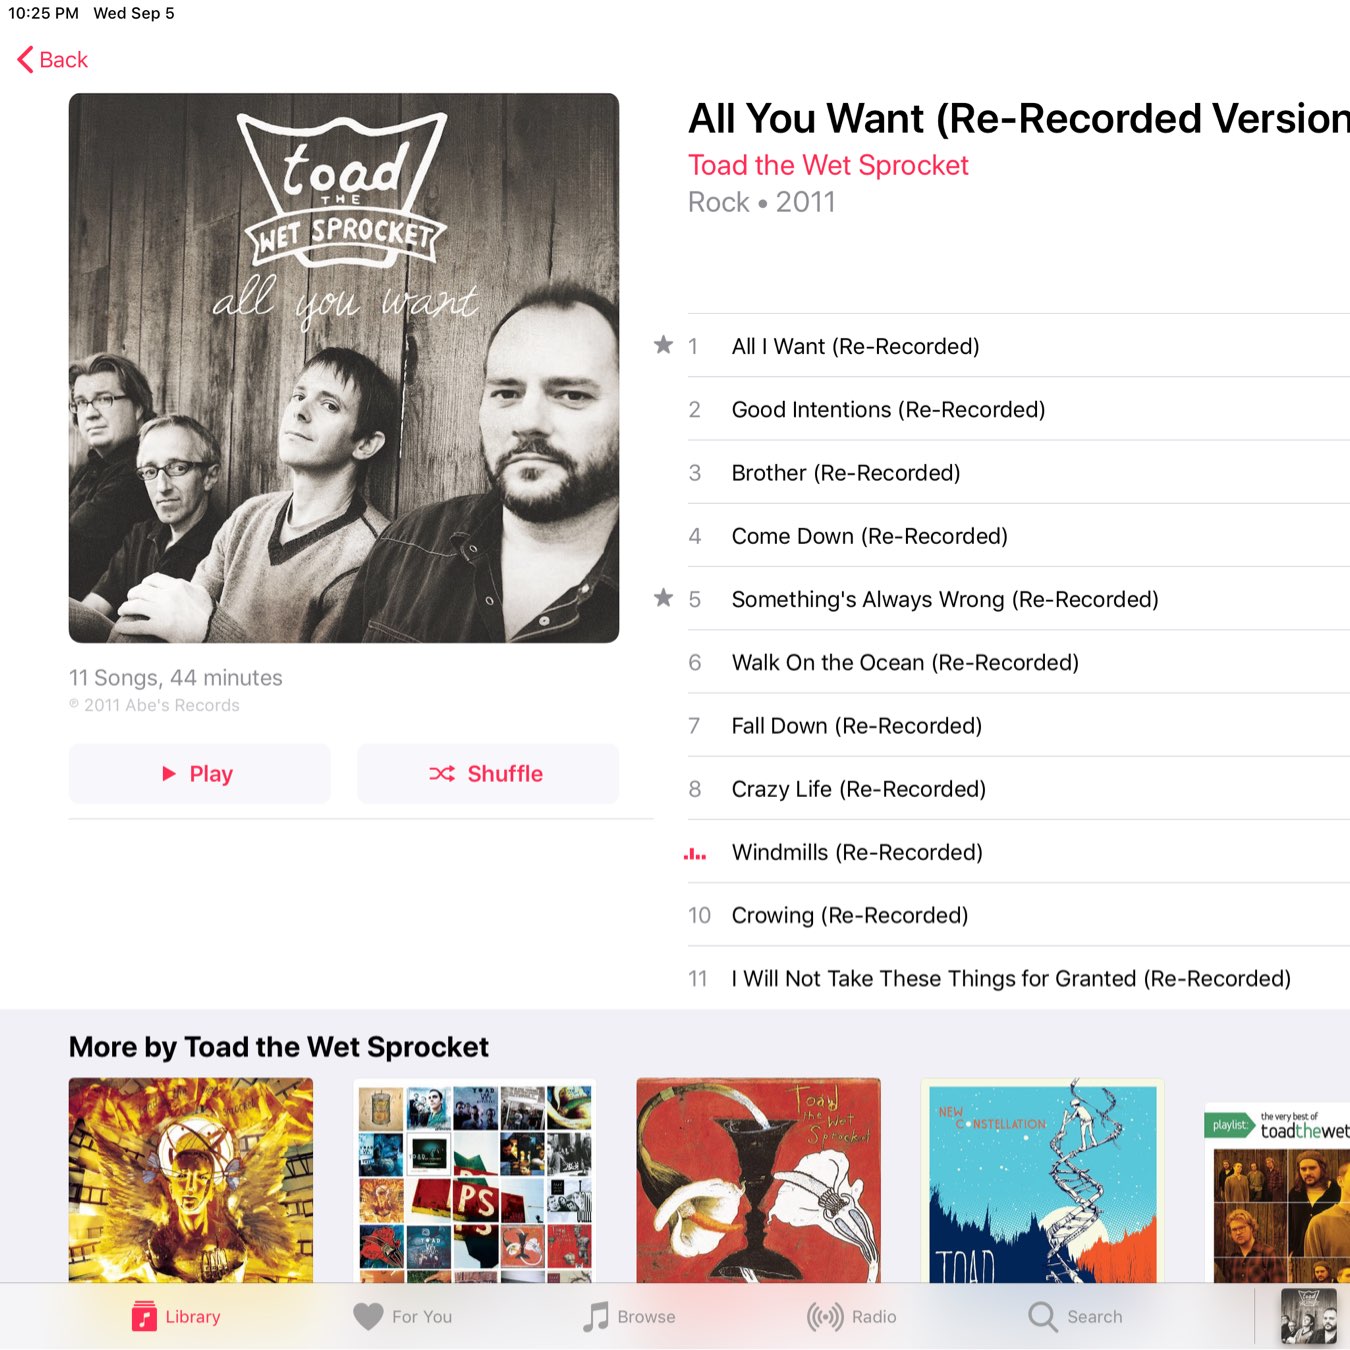 10:25 PM Wed Sep 5
Back
toad
THE
WET SPROCKET
all you want
All You Want (Re-Recorded Version
Toad the Wet Sprocket
Rock • 2011
1 All I Want (Re-Recorded)
2 Good Intentions (Re-Recorded)
3 Brother (Re-Recorded)
4 Come Down (Re-Recorded)
5 Something's Always Wrong (Re-Recorded)
6 Walk On the Ocean (Re-Recorded)
7 Fall Down (Re-Recorded)
8 Crazy Life (Re-Recorded)
Windmills (Re-Recorded)
10 Crowing (Re-Recorded)
11 I Will Not Take These Things for Granted (Re-Recorded)
11 Songs, 44 minutes
℗ 2011 Abe's Records
Play
Shuffle
More by Toad the Wet Sprocket
PS
Toad
the Wet
Sprocket
NEW
CONSTELLATION
TOAD
playlist:
the very best of
toadthewet
Library
For You
Browse
Radio
Search